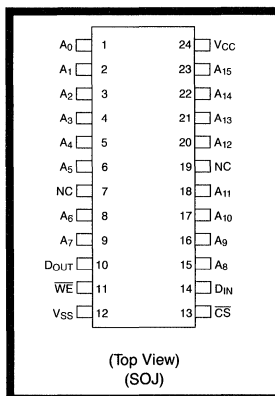 A0 1 24 VCC
A1 2 23 A15
A2 3 22 A14
A3 4 21 A13
A4 5 20 A12
A5 6 19 NC
NC 7 18 A11
A6 8 17 A10
A7 9 16 A9
DOUT 10 15 A8
WE 11 14 DIN
VSS 12 13 CS
(Top View)
(SOJ)